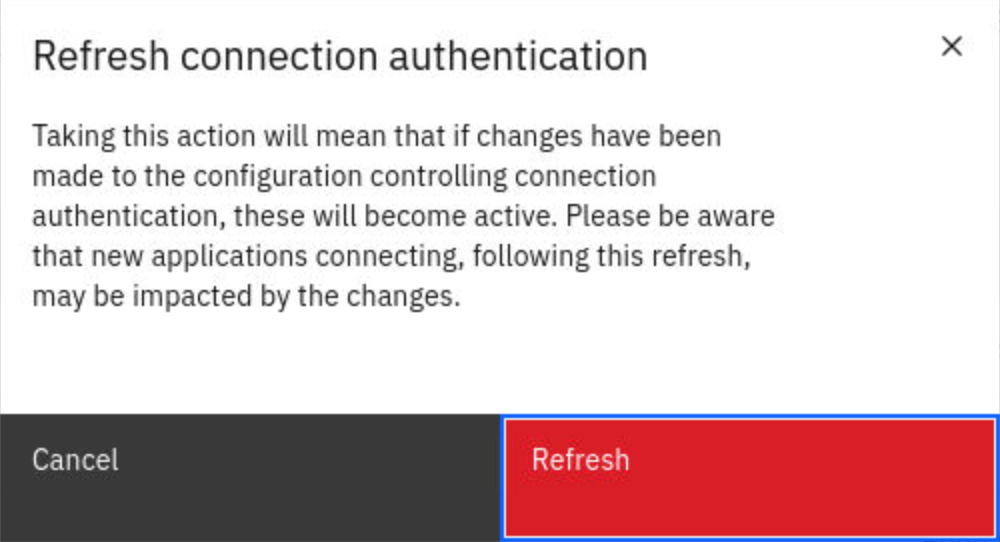 Refresh connection authentication
Taking this action will mean that if changes have been
made to the configuration controlling connection
authentication, these will become active. Please be aware
that new applications connecting, following this refresh,
may be impacted by the changes.
Cancel
Refresh